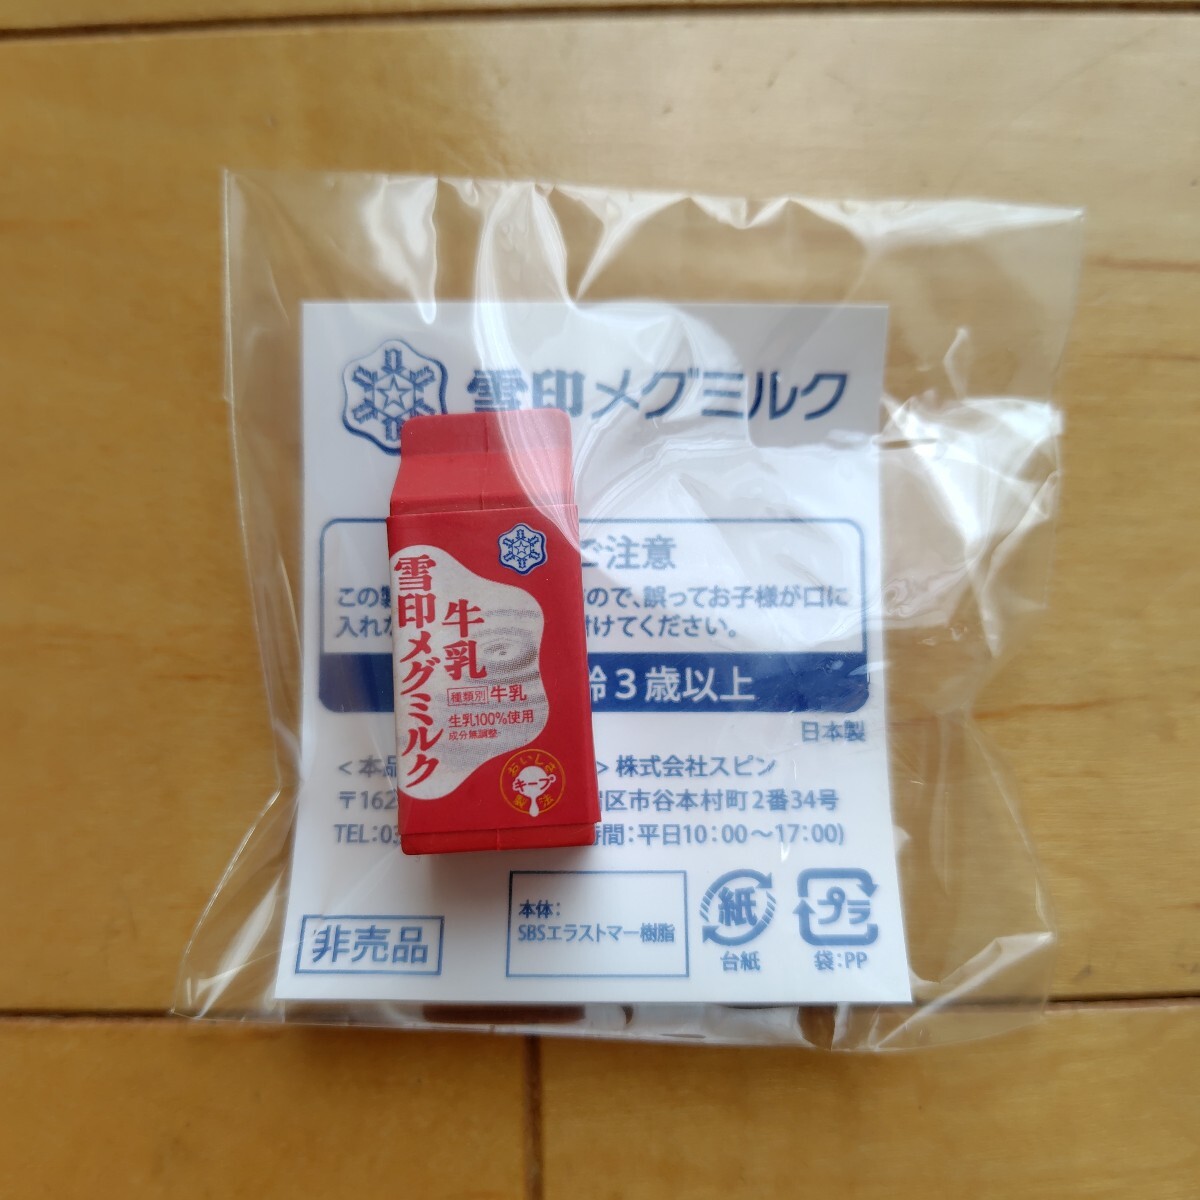 雪印メグミルク
ご注意
この製 ので、誤ってお子様が口に
入れな 付けてください。
齢3歳以上
日本製
<本品 > 株式会社スピン
〒162 区市谷本村町2番34号
TEL:03 時間:平日10:00〜17:00)
非売品
本体:
SBSエラストマー樹脂
紙
台紙
プラ
袋:PP
雪印メグミルク
牛乳
種類別 牛乳
生乳100%使用
成分無調整
おいしさ
キープ
製法